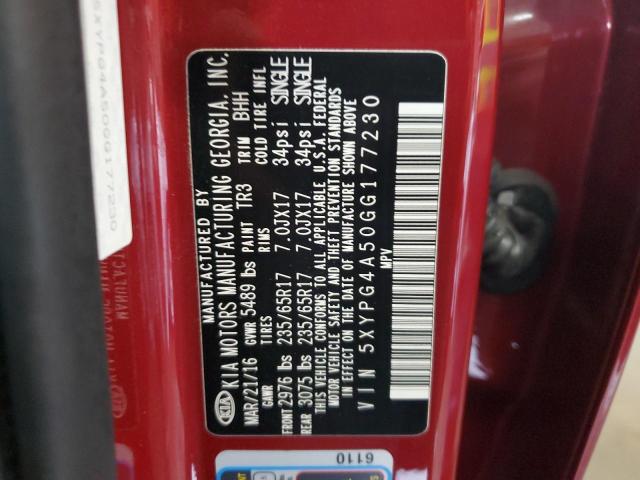 MANUFACTURED BY
KIA KIA MOTORS MANUFACTURING GEORGIA, INC.
MAR/21/16 GVWR 5489 lbs PAINT TR3 TRIM BHH
GAWR TIRES RIMS COLD TIRE INFL
FRONT 2976 lbs 235/65R17 7.0JX17 34psi SINGLE
REAR 3075 lbs 235/65R17 7.0JX17 34psi SINGLE
THIS VEHICLE CONFORMS TO ALL APPLICABLE U.S.A. FEDERAL
MOTOR VEHICLE SAFETY AND THEFT PREVENTION STANDARDS
IN EFFECT ON THE DATE OF MANUFACTURE SHOWN ABOVE
VIN 5XYPG4A50GG177230
MPV
5XYPG4A50GG177230
6110